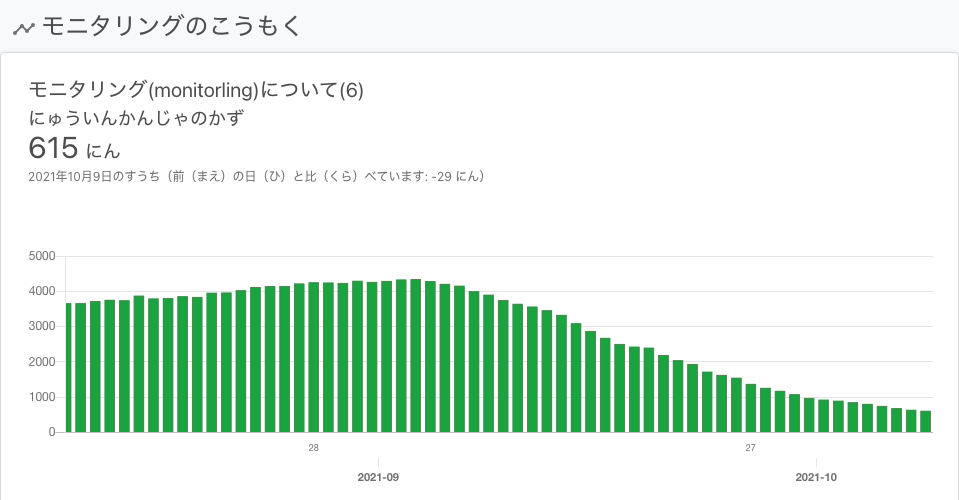 モニタリングのこうもく
モニタリング(monitorling)について(6)
にゅういんかんじゃのかず
615 にん
2021年10月9日のすうち（前（まえ）の日（ひ）と比（くら）べています: -29 にん）
5000
4000
3000
2000
1000
0
28
27
2021-09
2021-10